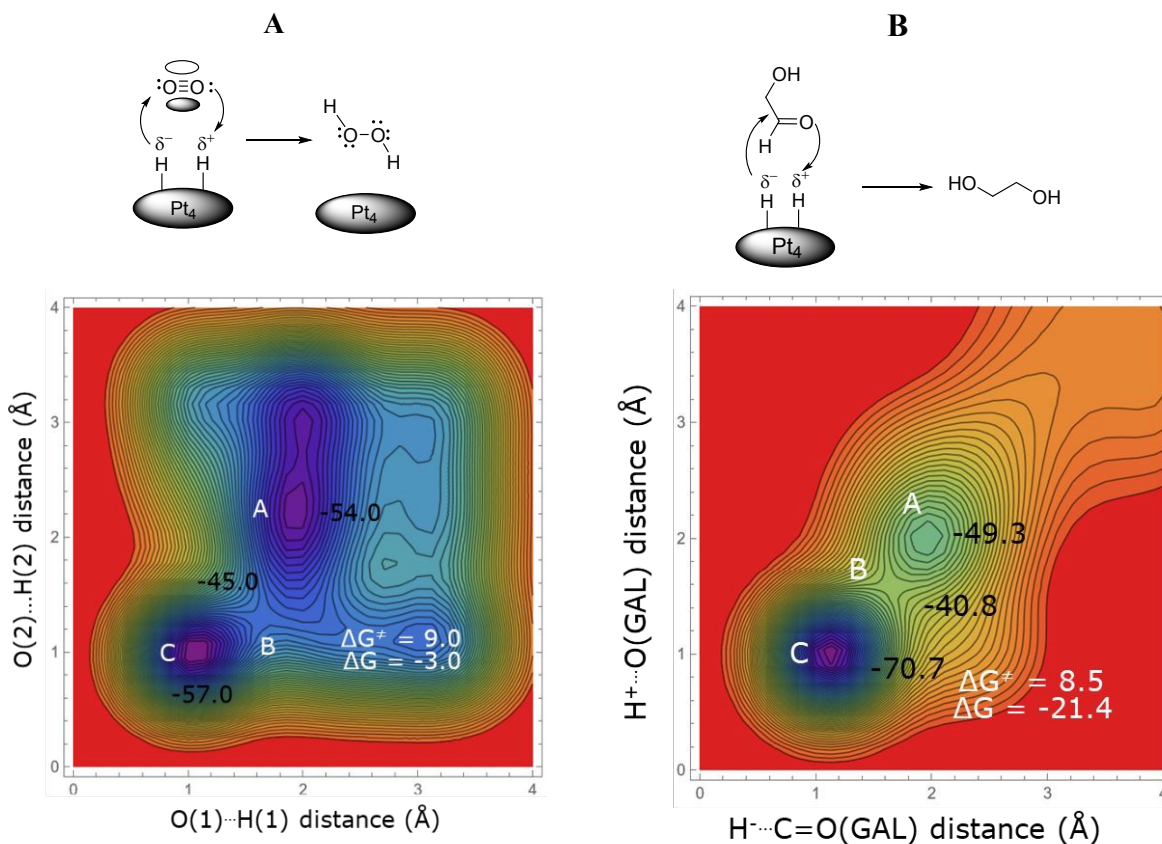 A
:O≡O:
δ⁻ δ⁺
H H
Pt₄
H
O−O
H
Pt₄
4
3
2
1
0
0 1 2 3 4
O(2)...H(2) distance (Å)
O(1)...H(1) distance (Å)
A
-54.0
-45.0
B
C
-57.0
ΔG≠ = 9.0
ΔG = -3.0
B
OH
O
H
δ⁻ δ⁺
H H
Pt₄
HO
OH
4
3
2
1
0
0 1 2 3 4
H⁺...O(GAL) distance (Å)
H⁻...C=O(GAL) distance (Å)
A
-49.3
B
-40.8
C
-70.7
ΔG≠ = 8.5
ΔG = -21.4